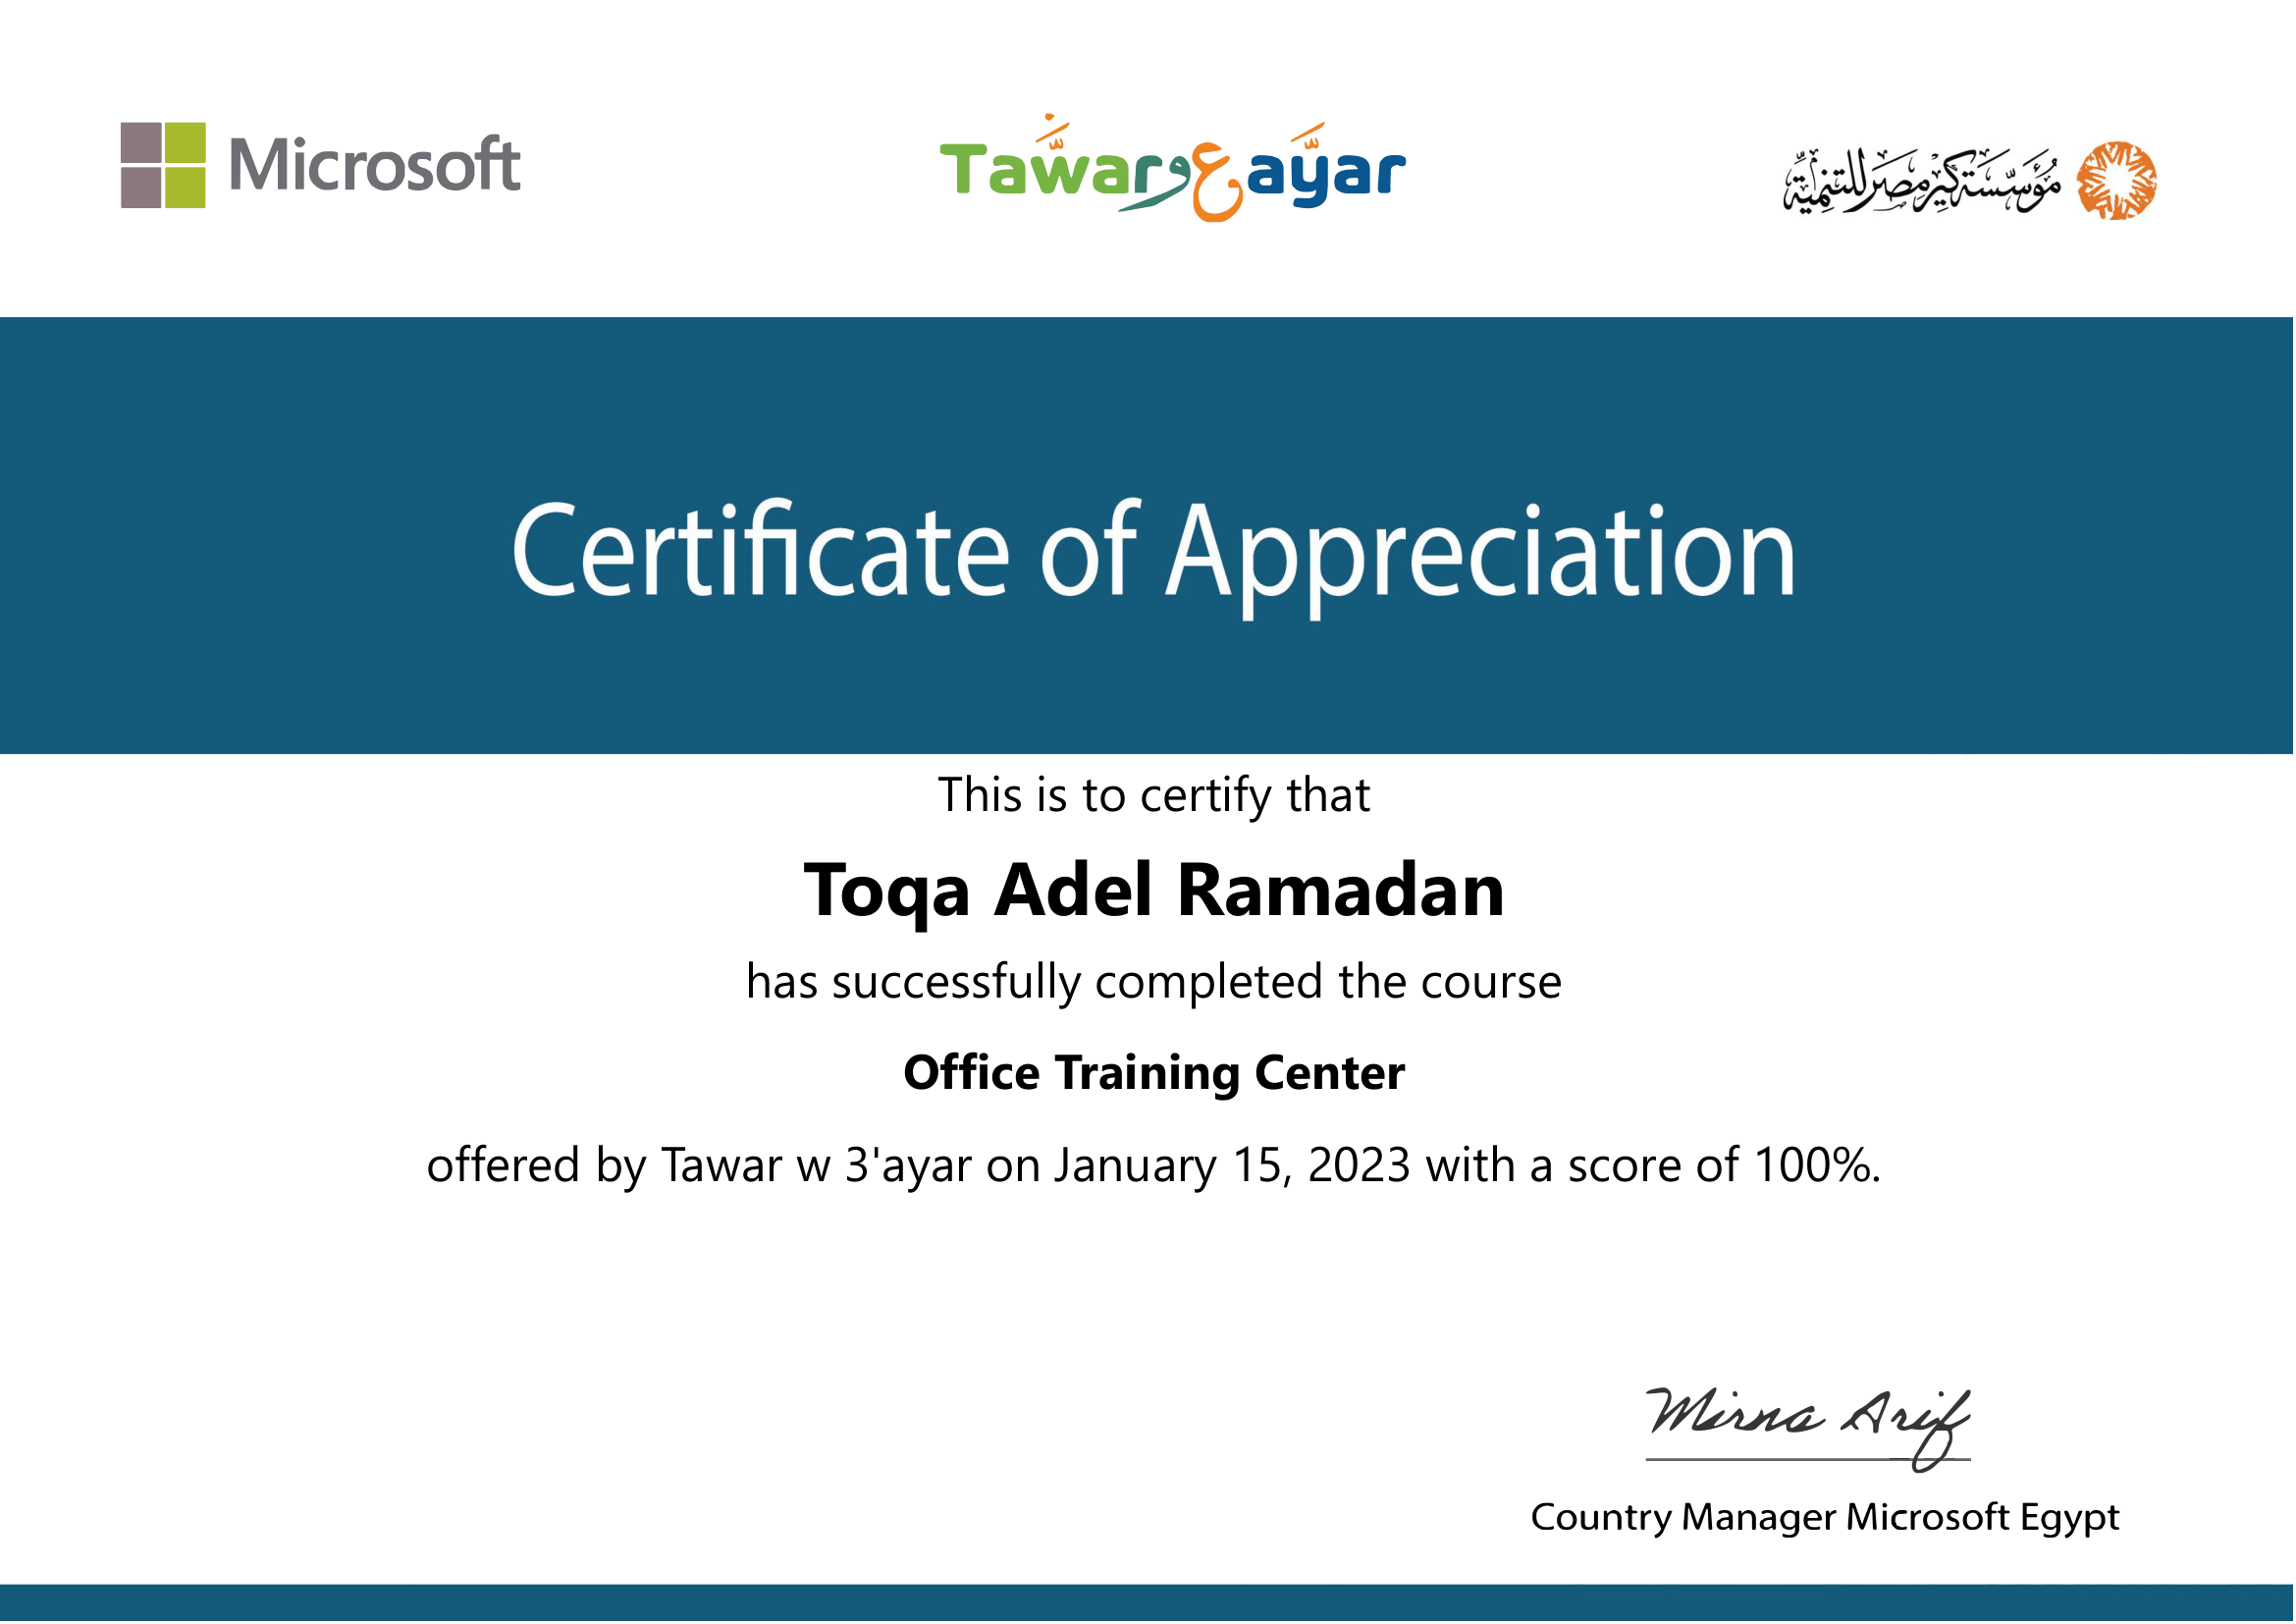 Microsoft
Tawar و ayar
مؤسسة كير مصر للتنمية
Certificate of Appreciation
This is to certify that
Toqa Adel Ramadan
has successfully completed the course
Office Training Center
offered by Tawar w 3'ayar on January 15, 2023 with a score of 100%.
Mirna Arif
Country Manager Microsoft Egypt